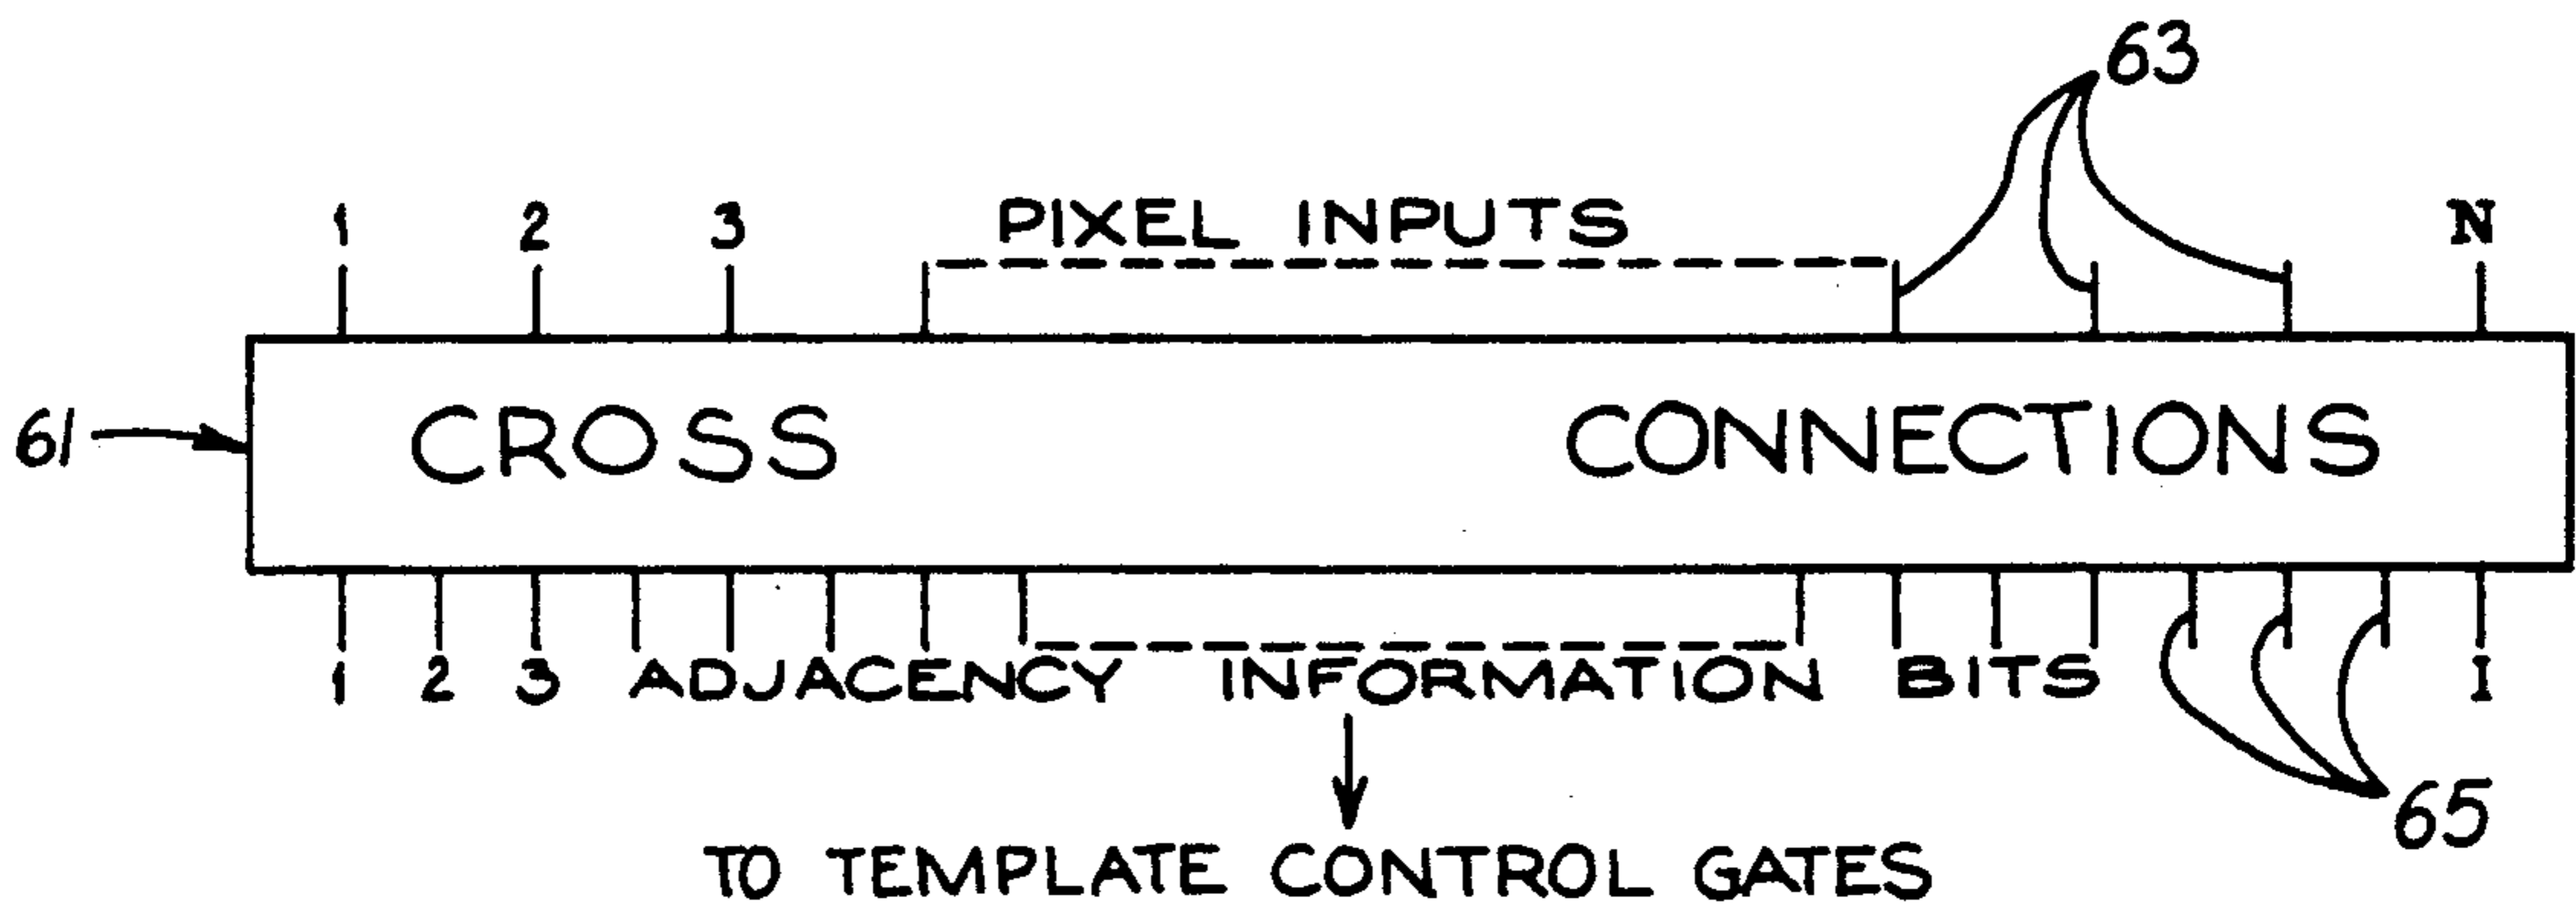 63
1 2 3 PIXEL INPUTS N
61 CROSS CONNECTIONS
1 2 3 ADJACENCY INFORMATION BITS I
65
TO TEMPLATE CONTROL GATES